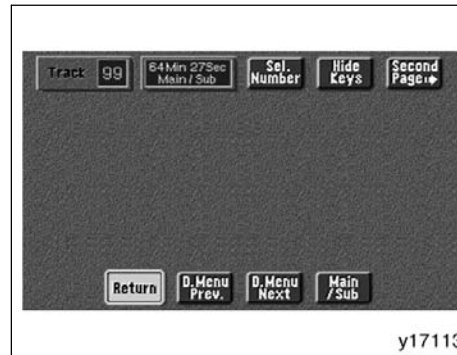 Track 99
64Min 27Sec
Main / Sub
Sel.
Number
Hide
Keys
Second
Page
Return
D.Menu
Prev.
D.Menu
Next
Main
/Sub
y17113